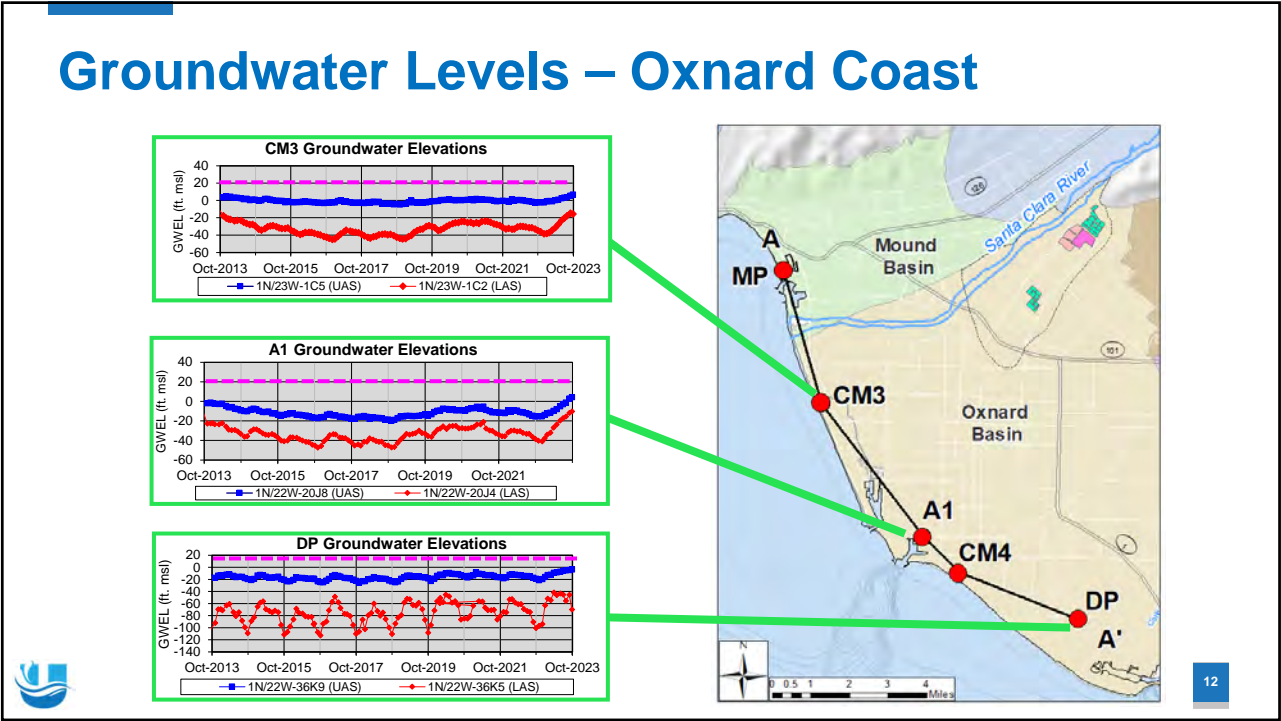 Groundwater Levels – Oxnard Coast
CM3 Groundwater Elevations
GWEL (ft. msl)
40
20
0
-20
-40
-60
Oct-2013 Oct-2015 Oct-2017 Oct-2019 Oct-2021 Oct-2023
1N/23W-1C5 (UAS) 1N/23W-1C2 (LAS)
A1 Groundwater Elevations
GWEL (ft. msl)
40
20
0
-20
-40
-60
Oct-2013 Oct-2015 Oct-2017 Oct-2019 Oct-2021
1N/22W-20J8 (UAS) 1N/22W-20J4 (LAS)
DP Groundwater Elevations
GWEL (ft. msl)
20
0
-20
-40
-60
-80
-100
-120
-140
Oct-2013 Oct-2015 Oct-2017 Oct-2019 Oct-2021 Oct-2023
1N/22W-36K9 (UAS) 1N/22W-36K5 (LAS)
126
Santa Clara River
A
Mound
Basin
MP
101
CM3
Oxnard
Basin
A1
CM4
DP
A'
N
0 0.5 1 2 3 4
Miles
12